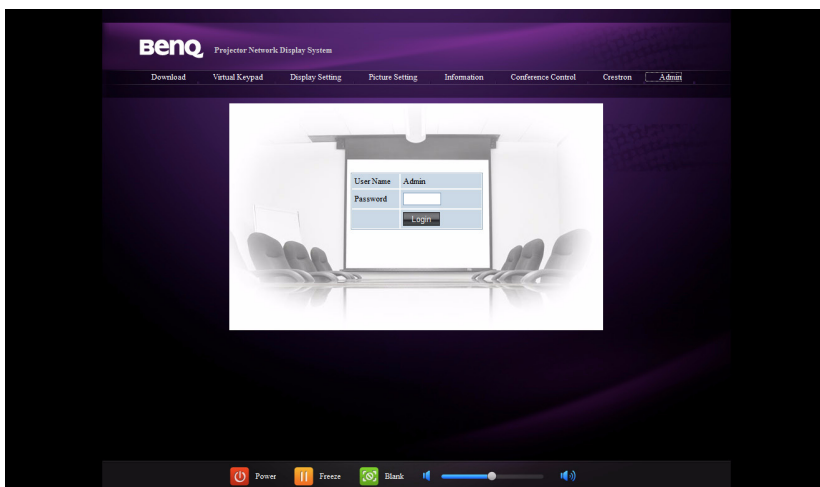 BenQ Projector Network Display System
Download Virtual Keypad Display Setting Picture Setting Information Conference Control Crestron Admin
User Name Admin
Password
Login
Power Freeze Blank